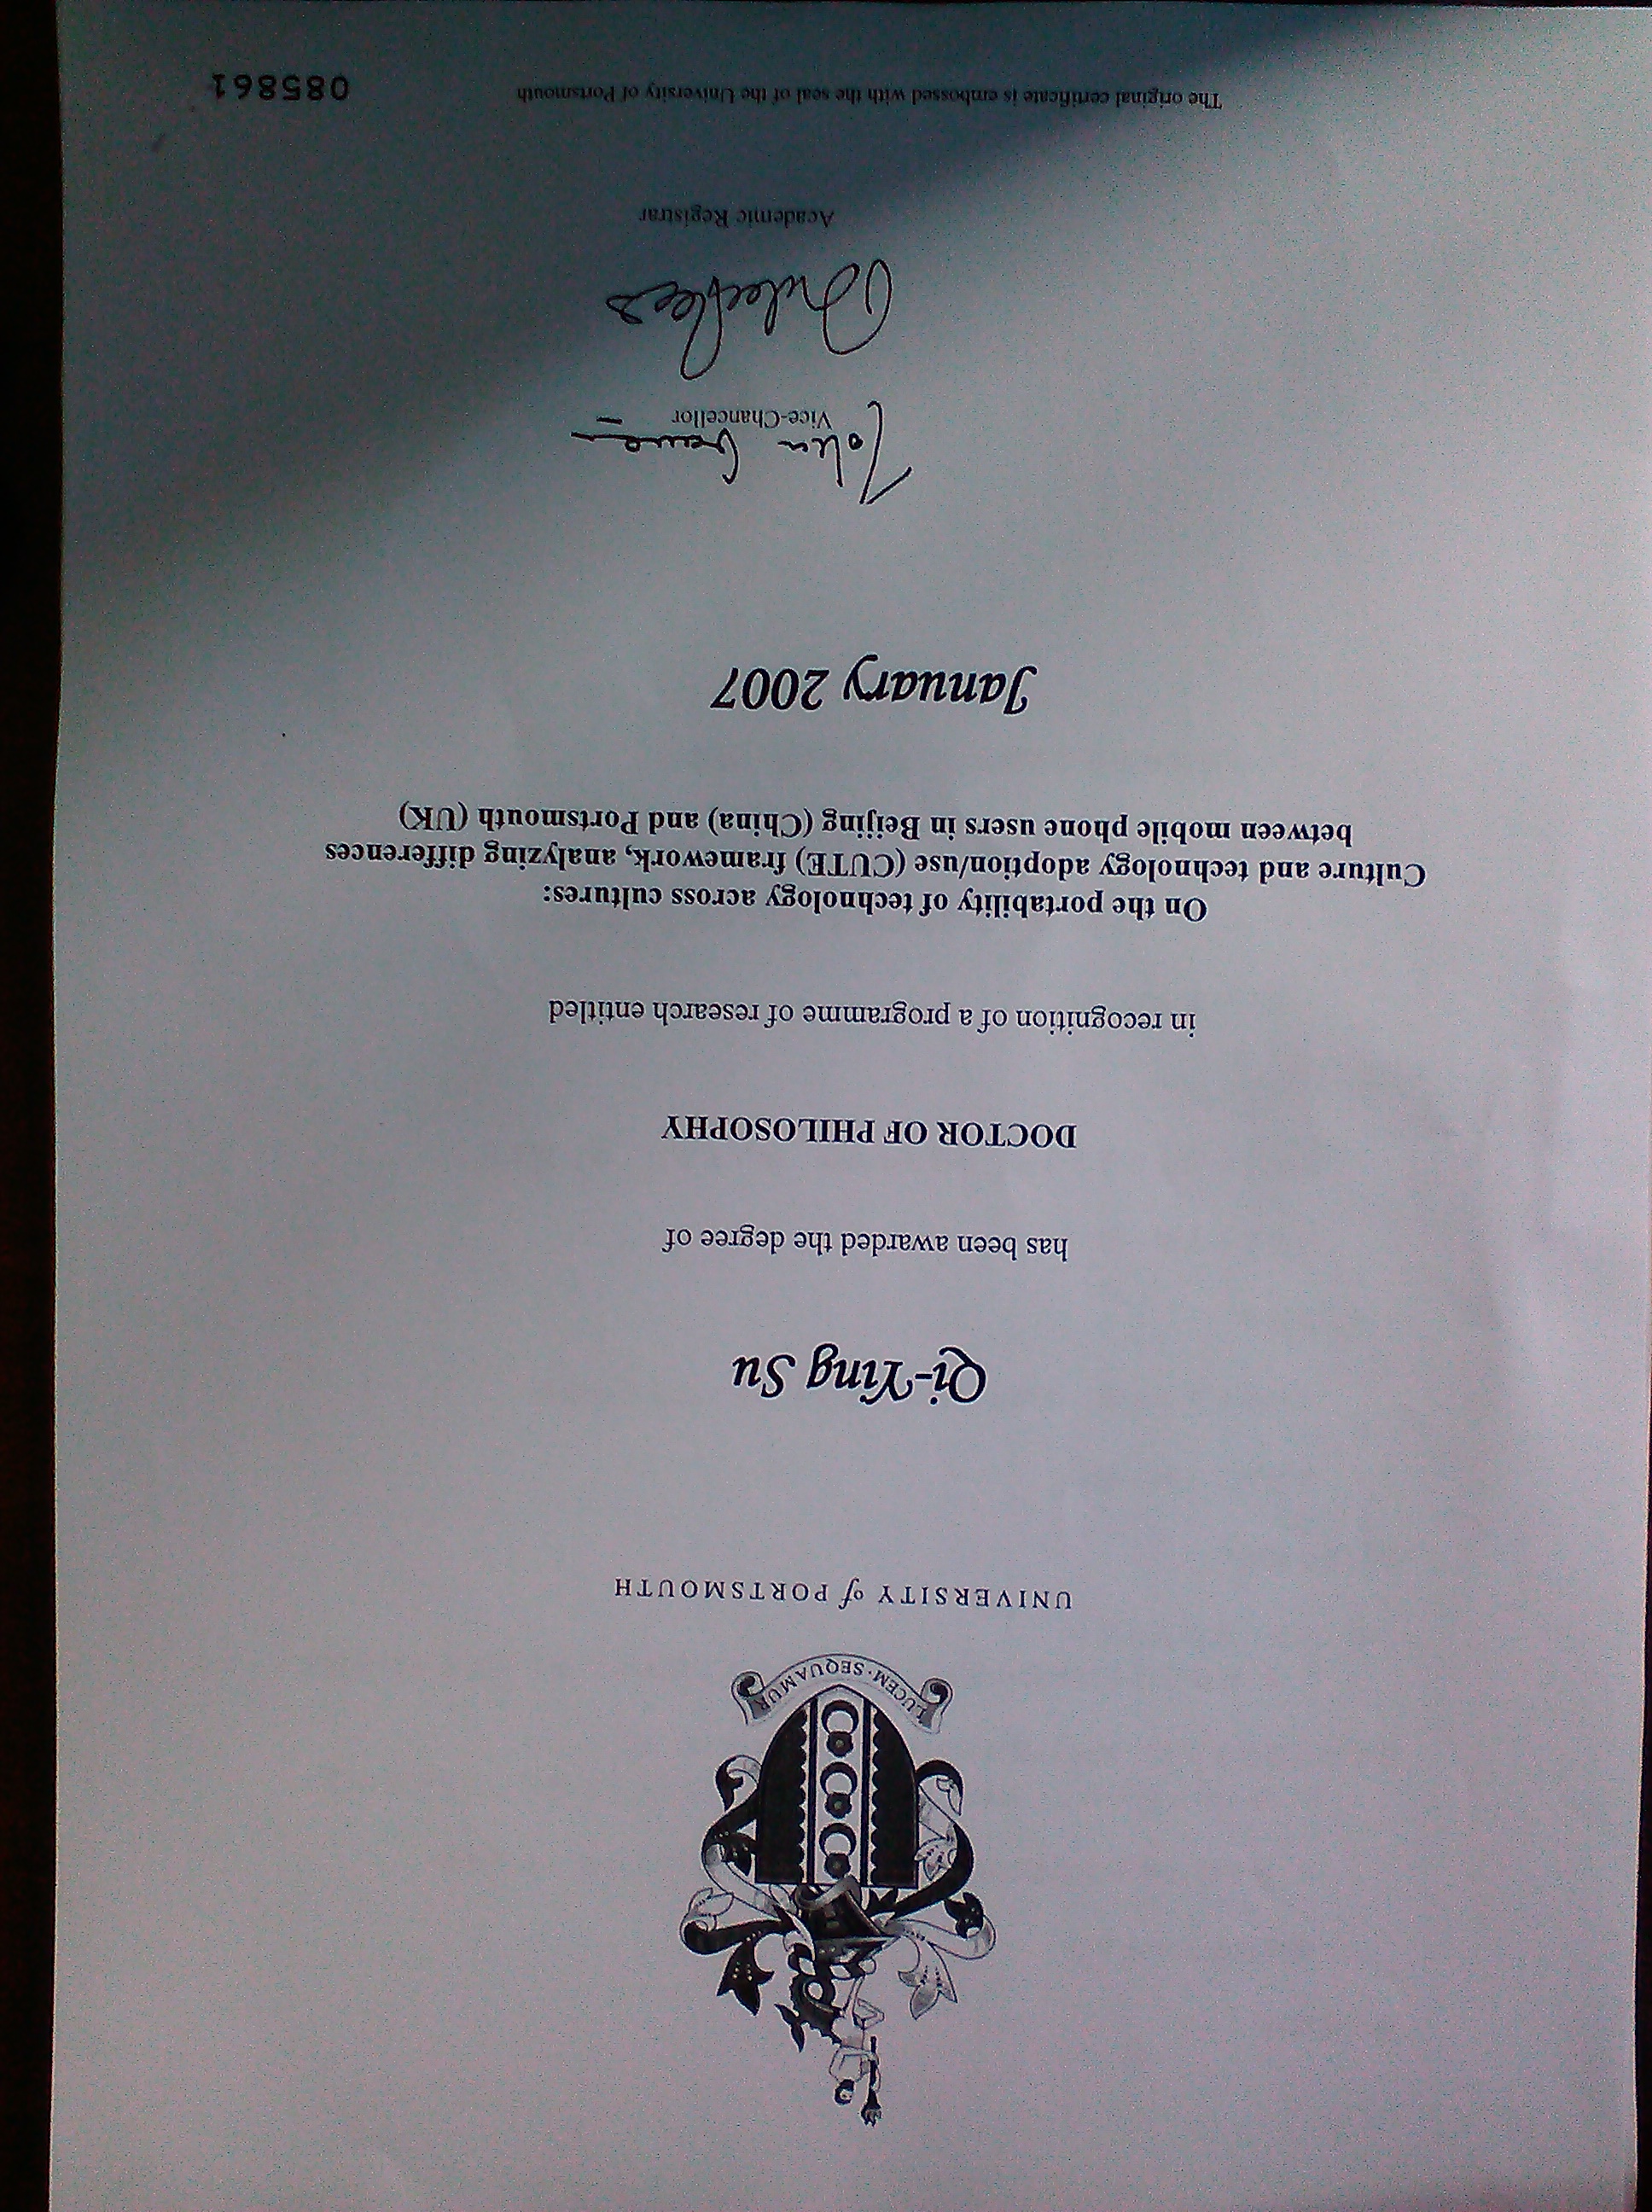 LUCEM · SEQUAMUR
UNIVERSITY of PORTSMOUTH
Qi-Ying Su
has been awarded the degree of
DOCTOR OF PHILOSOPHY
in recognition of a programme of research entitled
On the portability of technology across cultures:
Culture and technology adoption/use (CUTE) framework, analyzing differences
between mobile phone users in Beijing (China) and Portsmouth (UK)
January 2007
John
Vice-Chancellor
Academic Registrar
The original certificate is embossed with the seal of the University of Portsmouth
085861